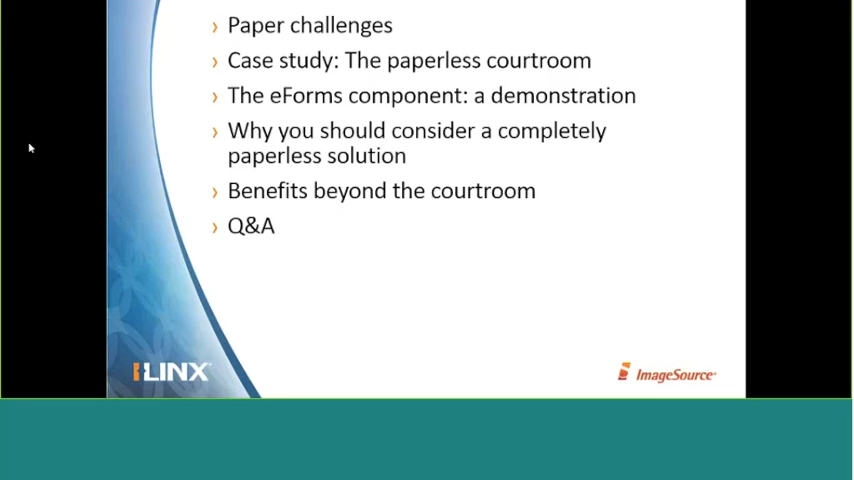 › Paper challenges
› Case study: The paperless courtroom
› The eForms component: a demonstration
› Why you should consider a completely
paperless solution
› Benefits beyond the courtroom
› Q&A
ILINX
ImageSource